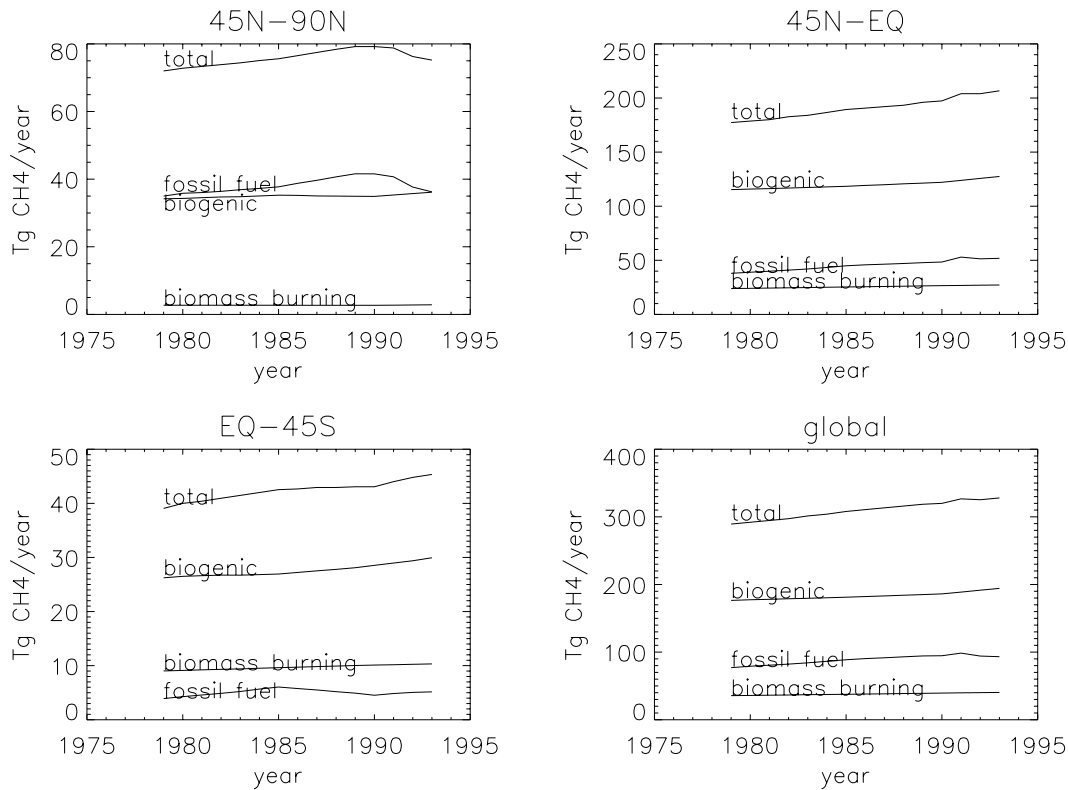 45N−90N
80
60
40
20
0
Tg CH4/year
total
fossil fuel
biogenic
biomass burning
1975 1980 1985 1990 1995
year
45N−EQ
250
200
150
100
50
0
Tg CH4/year
total
biogenic
fossil fuel
biomass burning
1975 1980 1985 1990 1995
year
EQ−45S
50
40
30
20
10
0
Tg CH4/year
total
biogenic
biomass burning
fossil fuel
1975 1980 1985 1990 1995
year
global
400
300
200
100
0
Tg CH4/year
total
biogenic
fossil fuel
biomass burning
1975 1980 1985 1990 1995
year